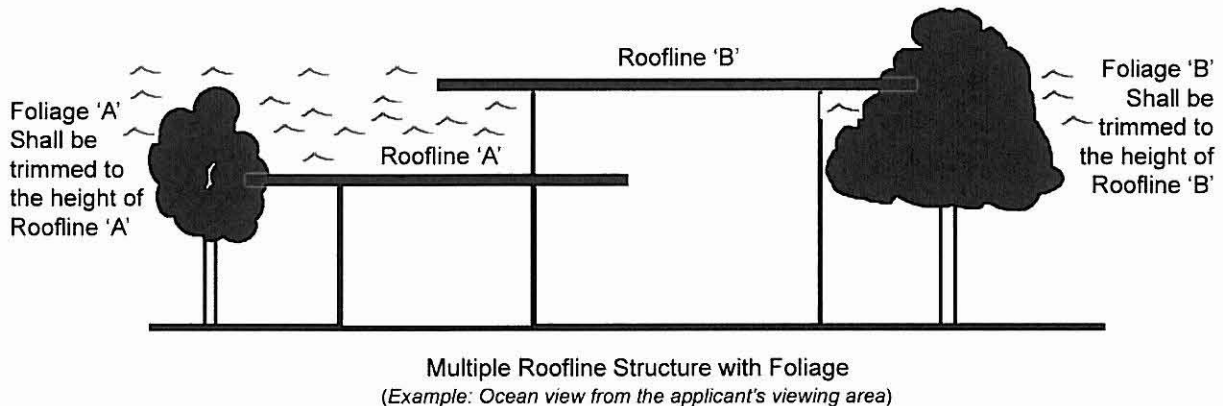 Roofline 'B'
Foliage 'A'
Shall be
trimmed to
the height of
Roofline 'A'
Roofline 'A'
Foliage 'B'
Shall be
trimmed to
the height of
Roofline 'B'
Multiple Roofline Structure with Foliage
(Example: Ocean view from the applicant's viewing area)